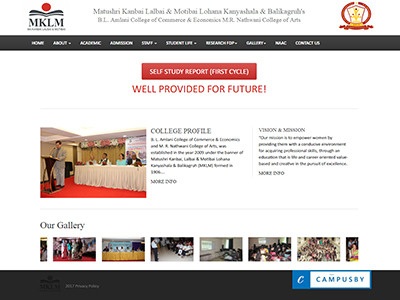 MKLM
Matushri Kanbai Lalbai & Motibai Lohana Kanyashala & Balikagruh's
B.L. Amlani College of Commerce & Economics M.R. Nathwani College of Arts
HOME ABOUT ACADEMIC ADMISSION STAFF STUDENT LIFE RESEARCH FDP GALLERY NAAC CONTACT US
SELF STUDY REPORT (FIRST CYCLE)
WELL PROVIDED FOR FUTURE!
COLLEGE PROFILE
B. L. Amlani College of Commerce & Economics
and M. R. Nathwani College of Arts, was
established in the year 2009 under the banner of
Matushri Kanbai, Lalbai & Motibai Lohana
Kanyashala & Balikagruh (MKLM) formed in
1906....
MORE INFO
VISION & MISSION
"Our mission is to empower women by
providing them with a conducive environment
for acquiring professional skills, through an
education that is life and career oriented value-
based and creative in the pursuit of excellence.
MORE INFO
Our Gallery
2017 Privacy Policy
c CAMPUSBY